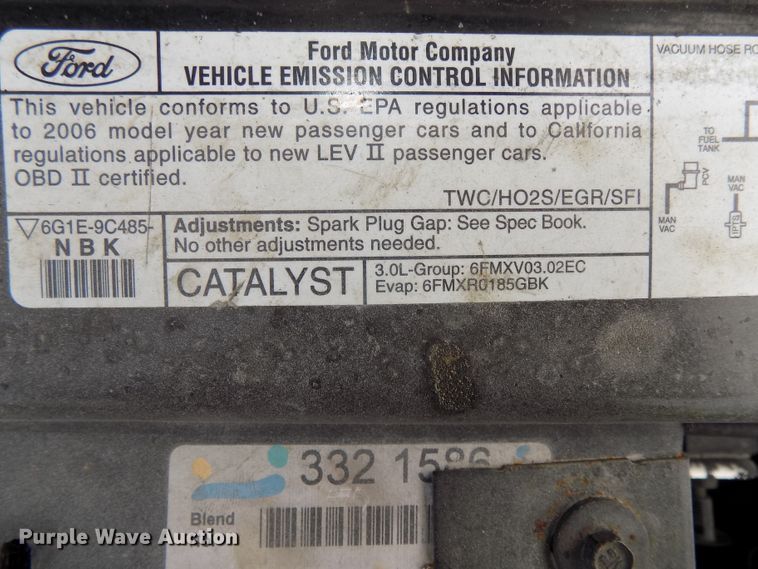 Ford
Ford Motor Company
VEHICLE EMISSION CONTROL INFORMATION
This vehicle conforms to U.S. EPA regulations applicable
to 2006 model year new passenger cars and to California
regulations applicable to new LEV II passenger cars.
OBD II certified.
TWC/HO2S/EGR/SFI
6G1E-9C485-
NBK
Adjustments: Spark Plug Gap: See Spec Book.
No other adjustments needed.
CATALYST
3.0L-Group: 6FMXV03.02EC
Evap: 6FMXR0185GBK
VACUUM HOSE RO
TO
FUEL
TANK
PCV
MAN
VAC
MAN
VAC
IPTS
332 1586
Blend
Purple Wave Auction